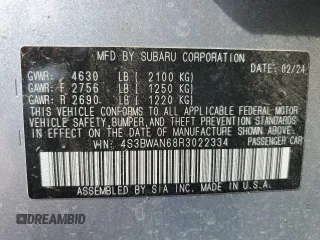 MFD BY SUBARU CORPORATION DATE: 02/24
GVWR: 4630 LB ( 2100 KG)
GAWR: F 2756 LB ( 1250 KG)
GAWR: R 2690 LB ( 1220 KG)
THIS VEHICLE CONFORMS TO ALL APPLICABLE FEDERAL MOTOR
VEHICLE SAFETY, BUMPER, AND THEFT PREVENTION STANDARDS
IN EFFECT ON THE DATE OF MANUFACTURE SHOWN ABOVE.
VIN: 4S3BWAN68R3022334 PASSENGER CAR
ASSEMBLED BY SIA INC. MADE IN U.S.A.
DREAMBID